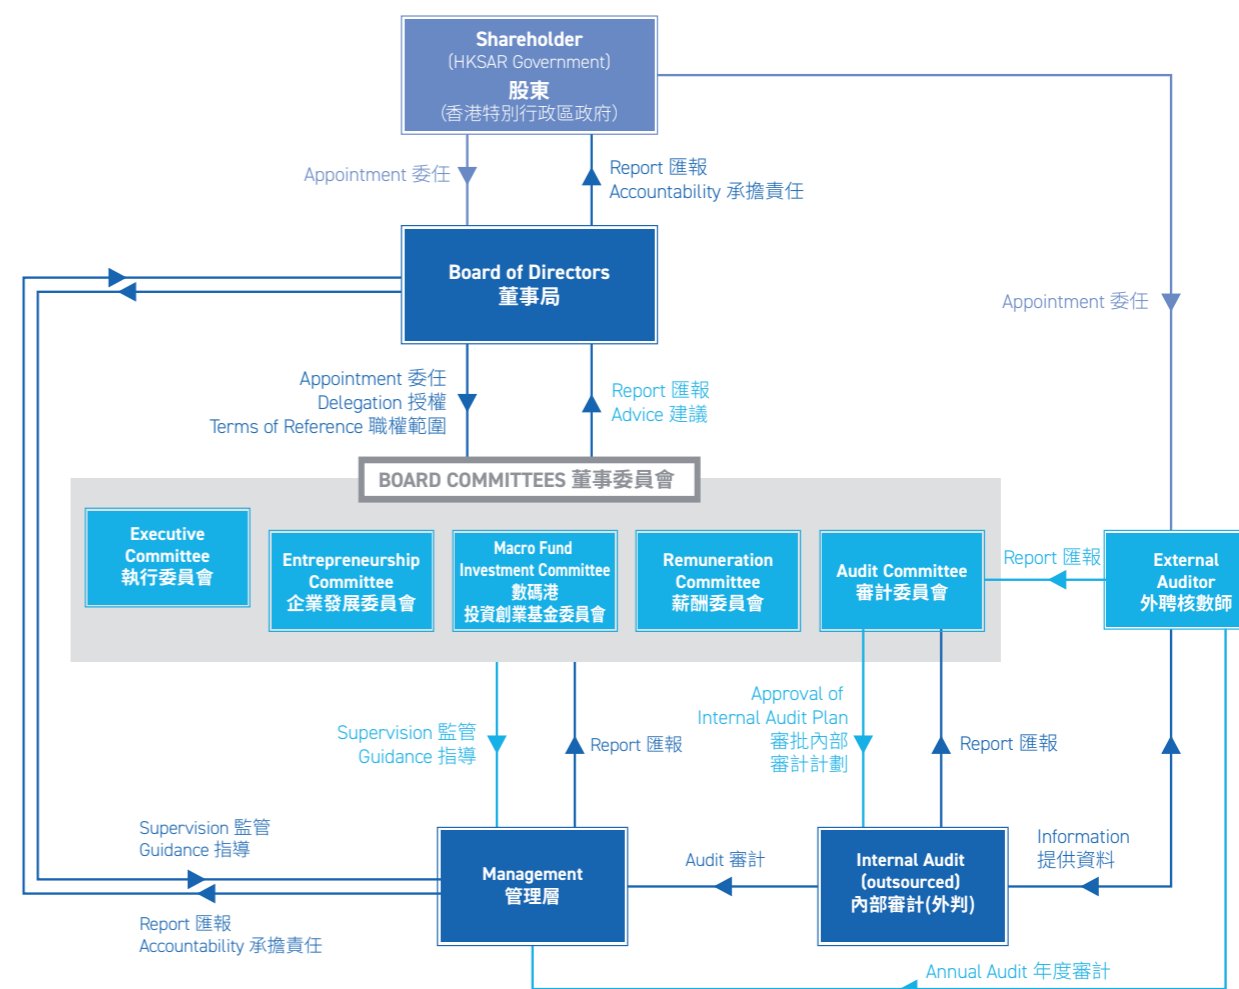 Shareholder
(HKSAR Government)
股東
(香港特別行政區政府)
Appointment 委任
Report 匯報
Accountability 承擔責任
Board of Directors
董事局
Appointment 委任
Appointment 委任
Delegation 授權
Terms of Reference 職權範圍
Report 匯報
Advice 建議
BOARD COMMITTEES 董事委員會
Executive
Committee
執行委員會
Entrepreneurship
Committee
企業發展委員會
Macro Fund
Investment Committee
數碼港
投資創業基金委員會
Remuneration
Committee
薪酬委員會
Audit Committee
審計委員會
Report 匯報
External
Auditor
外聘核數師
Supervision 監管
Guidance 指導
Report 匯報
Approval of
Internal Audit Plan
審批內部
審計計劃
Report 匯報
Supervision 監管
Guidance 指導
Management
管理層
Audit 審計
Internal Audit
(outsourced)
內部審計(外判)
Information
提供資料
Report 匯報
Accountability 承擔責任
Annual Audit 年度審計